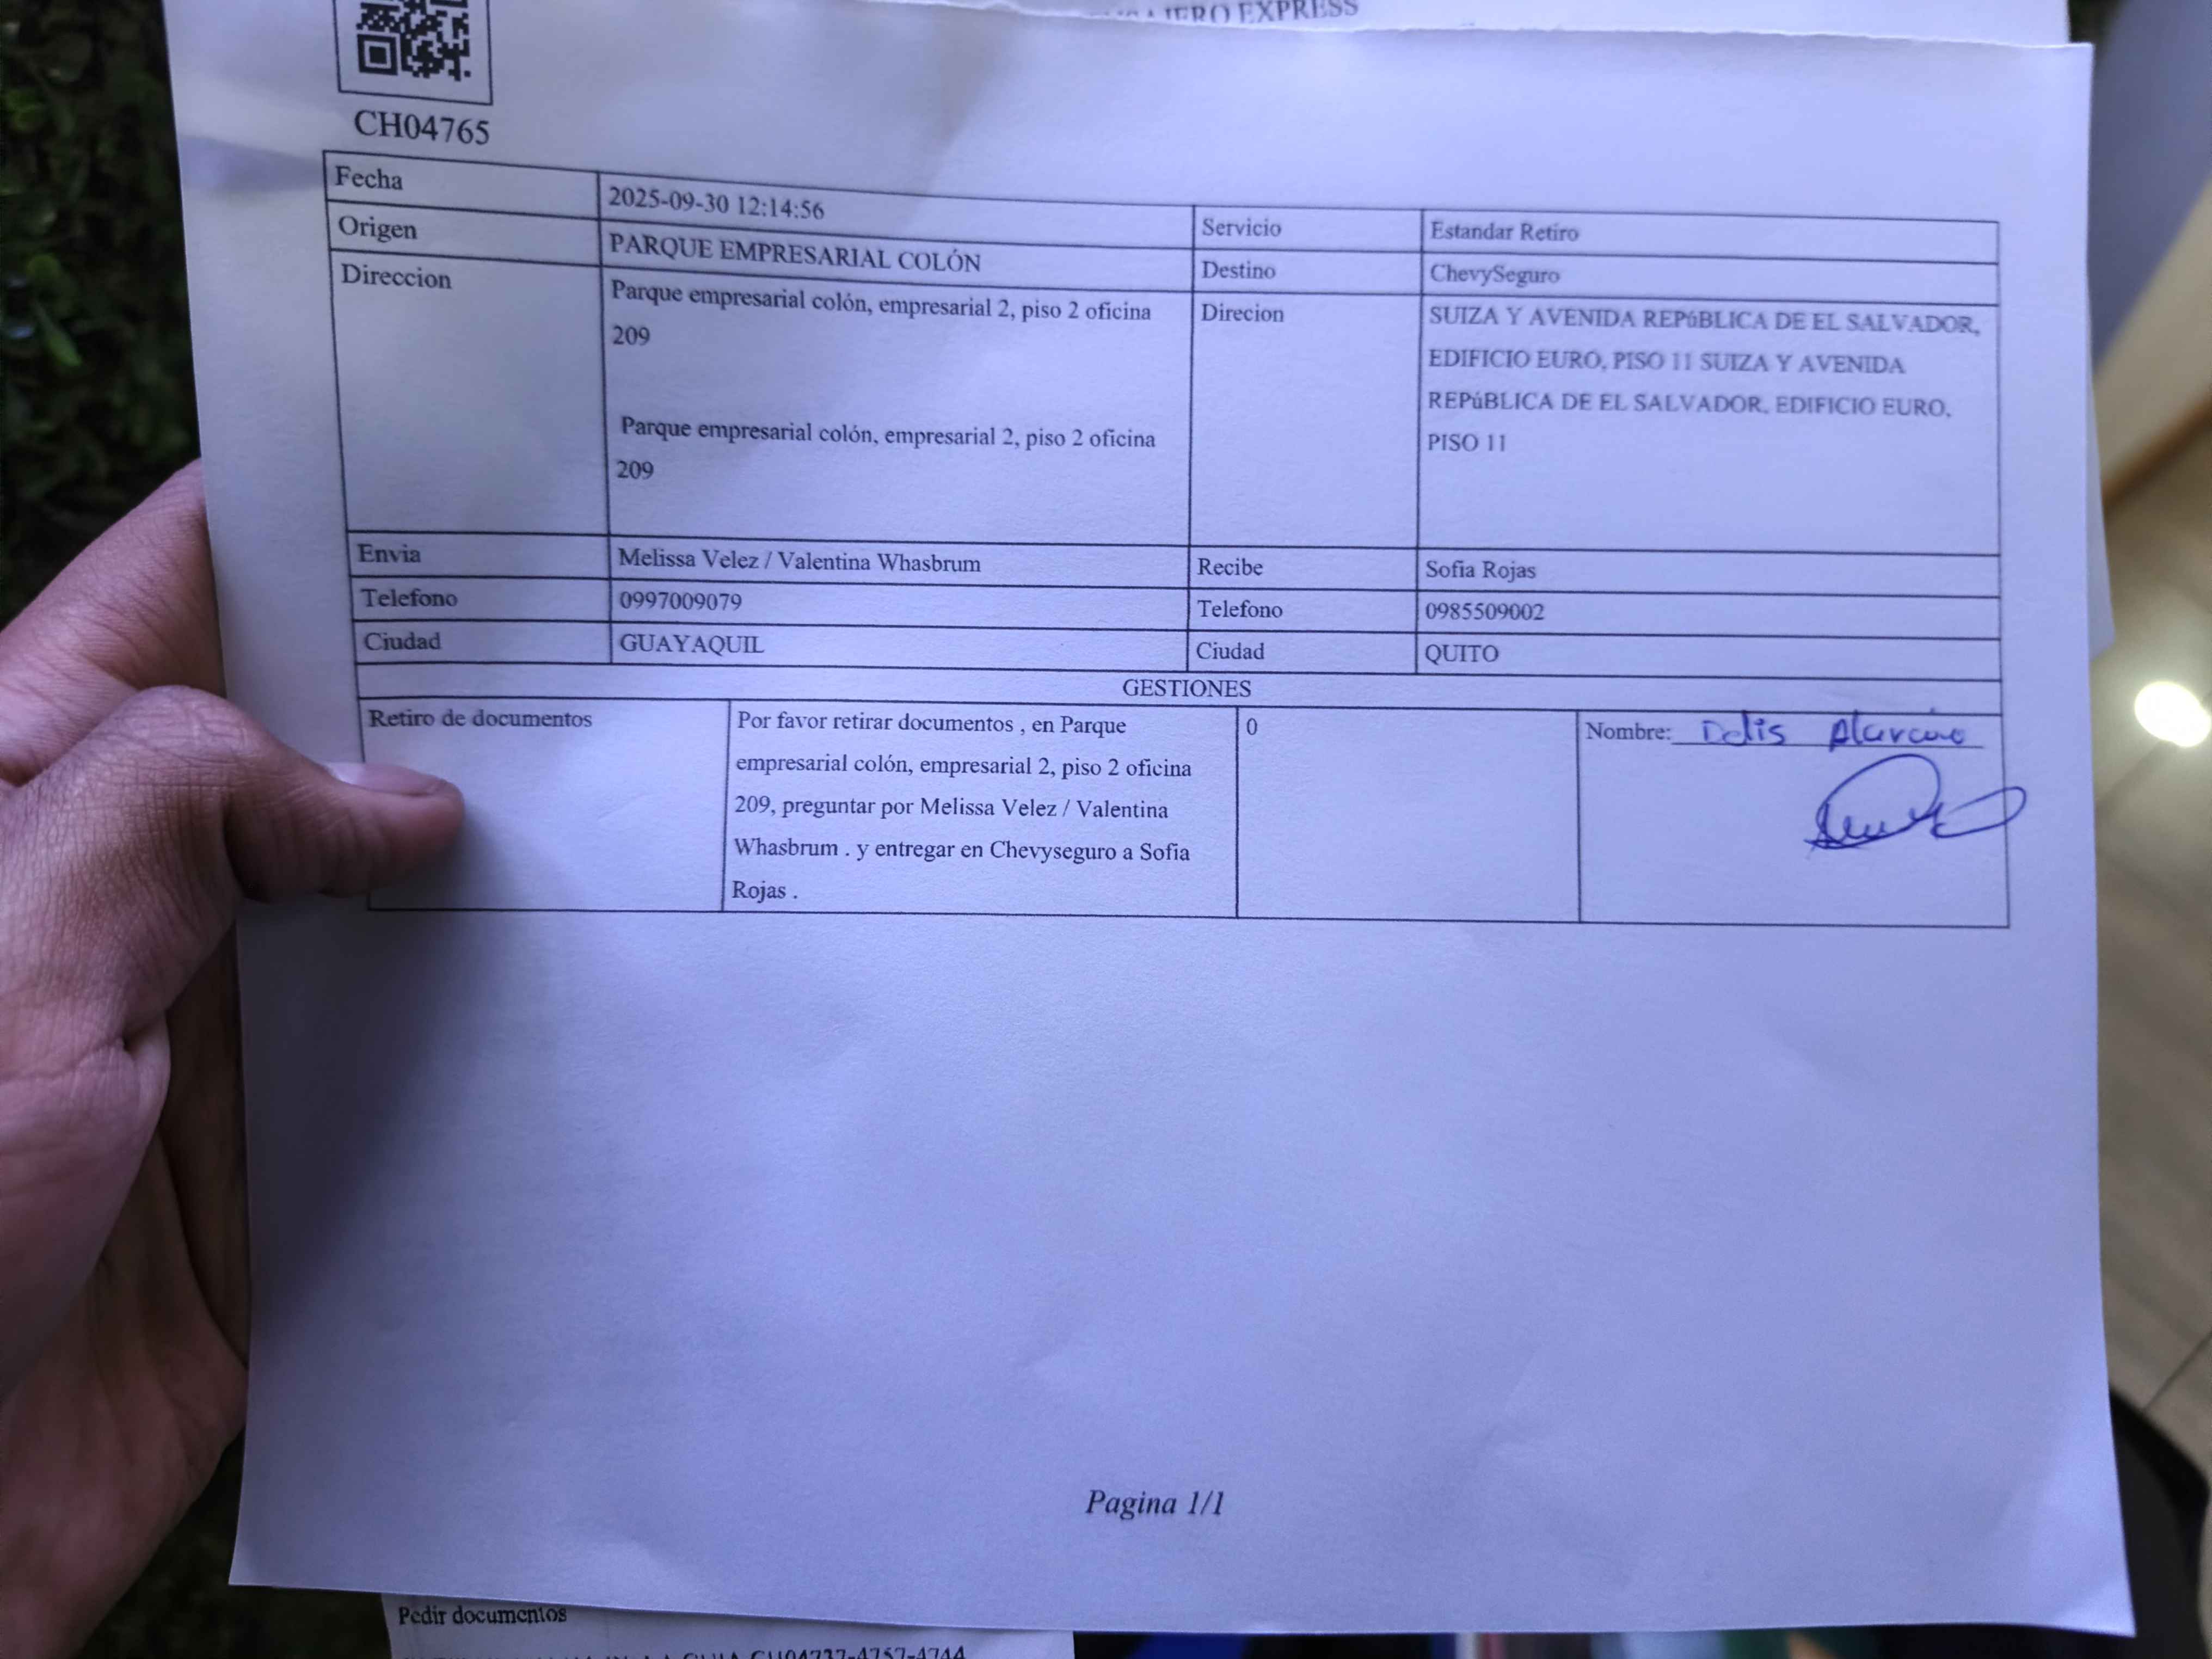 JERO EXPRESS
CH04765
Fecha
2025-09-30 12:14:56
Servicio
Estandar Retiro
Origen
PARQUE EMPRESARIAL COLÓN
Destino
ChevySeguro
Direccion
Parque empresarial colón, empresarial 2, piso 2 oficina
209
Parque empresarial colón, empresarial 2, piso 2 oficina
209
Direcion
SUIZA Y AVENIDA REPúBLICA DE EL SALVADOR,
EDIFICIO EURO, PISO 11 SUIZA Y AVENIDA
REPúBLICA DE EL SALVADOR, EDIFICIO EURO,
PISO 11
Envia
Melissa Velez / Valentina Whasbrum
Recibe
Sofia Rojas
Telefono
0997009079
Telefono
0985509002
Ciudad
GUAYAQUIL
Ciudad
QUITO
GESTIONES
Retiro de documentos
Por favor retirar documentos , en Parque
empresarial colón, empresarial 2, piso 2 oficina
209, preguntar por Melissa Velez / Valentina
Whasbrum . y entregar en Chevyseguro a Sofia
Rojas .
0
Nombre:
Pagina 1/1
Pedir documentos